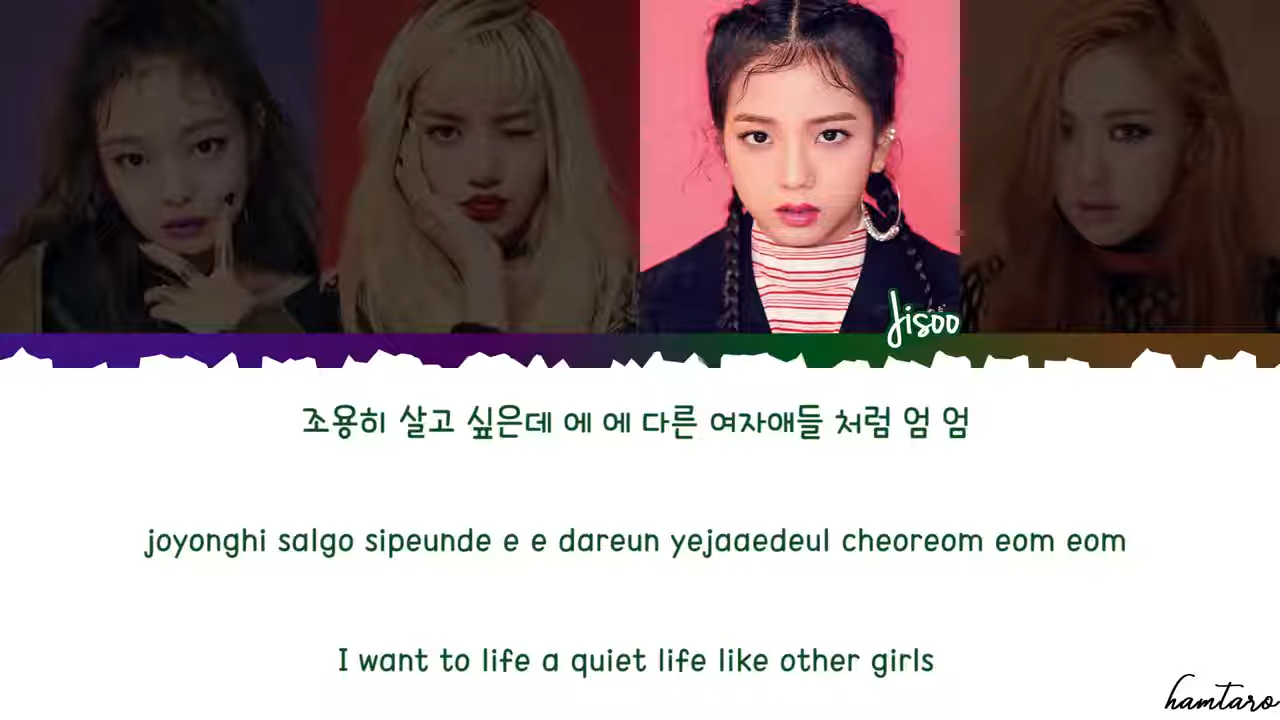 Jisoo
조용히 살고 싶은데 에 에 다른 여자애들 처럼 엄 엄
joyonghi salgo sipeunde e e dareun yejaaedeul cheoreom eom eom
I want to life a quiet life like other girls
hamtaro